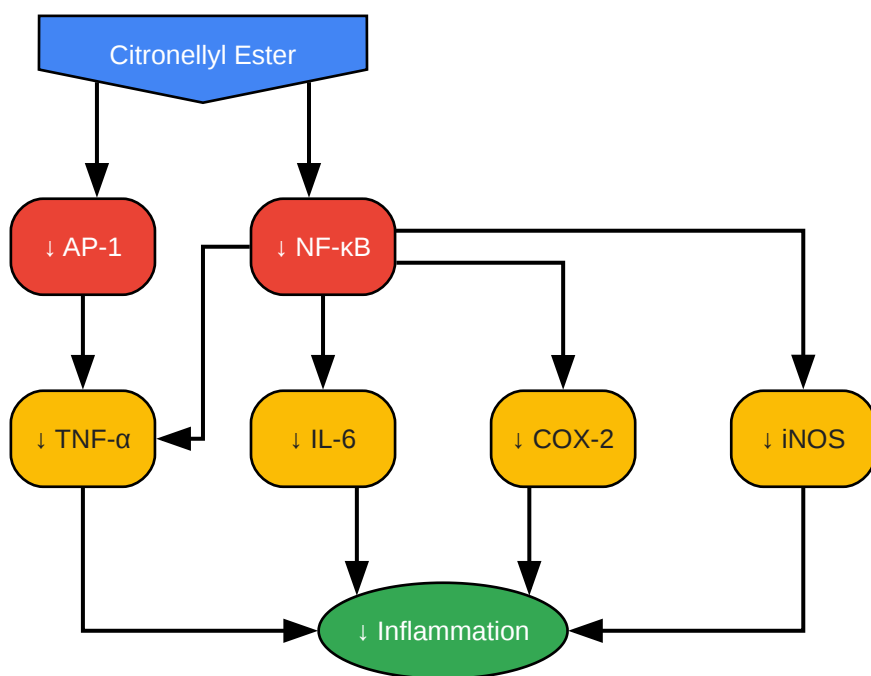 Citronellyl Ester
↓ AP-1
↓ NF-κB
↓ TNF-α
↓ IL-6
↓ COX-2
↓ iNOS
↓ Inflammation